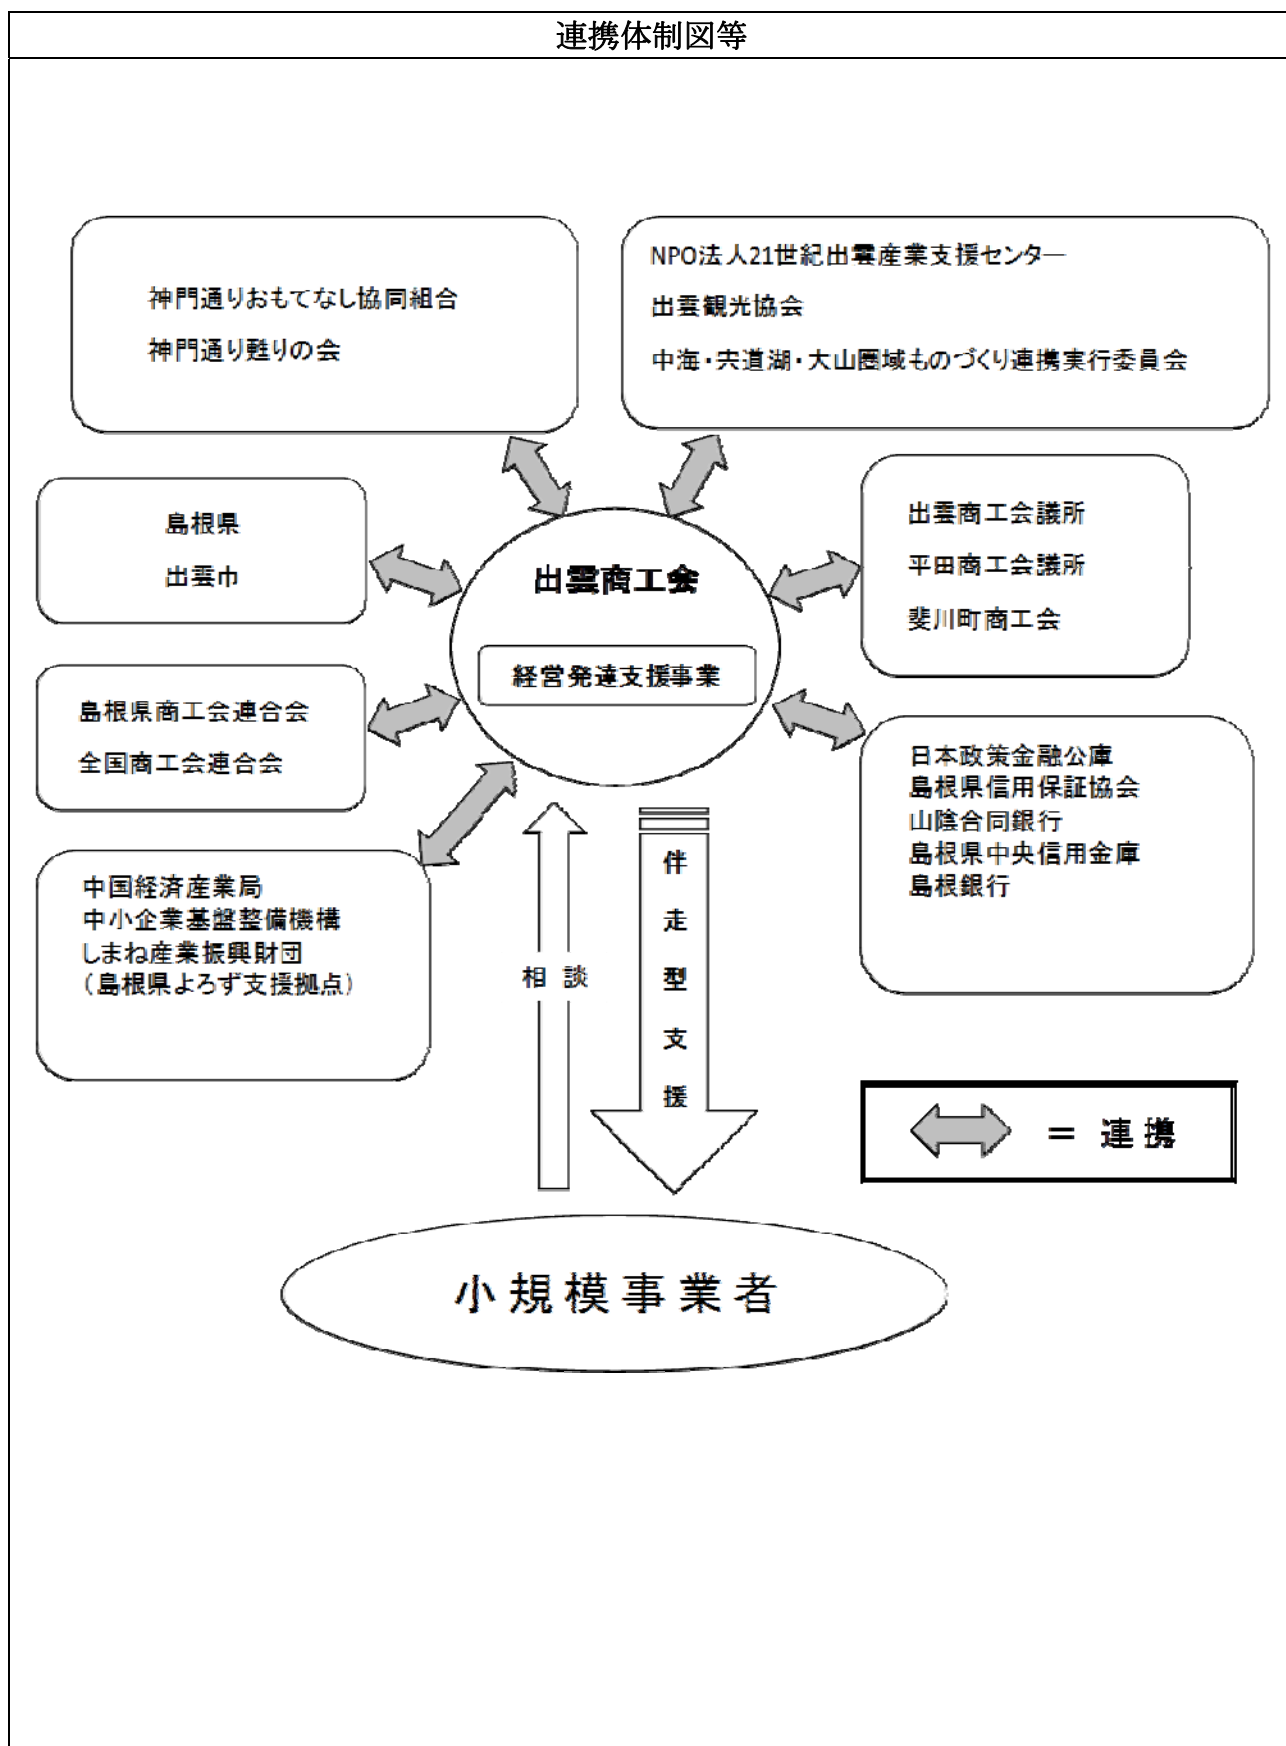 連携体制図等
神門通りおもてなし協同組合
神門通り甦りの会
NPO法人21世紀出雲産業支援センター
出雲観光協会
中海・宍道湖・大山圏域ものづくり連携実行委員会
島根県
出雲市
出雲商工会
経営発達支援事業
出雲商工会議所
平田商工会議所
斐川町商工会
島根県商工会連合会
全国商工会連合会
日本政策金融公庫
島根県信用保証協会
山陰合同銀行
島根県中央信用金庫
島根銀行
中国経済産業局
中小企業基盤整備機構
しまね産業振興財団
（島根県よろず支援拠点）
相談
伴走型支援
＝ 連携
小規模事業者